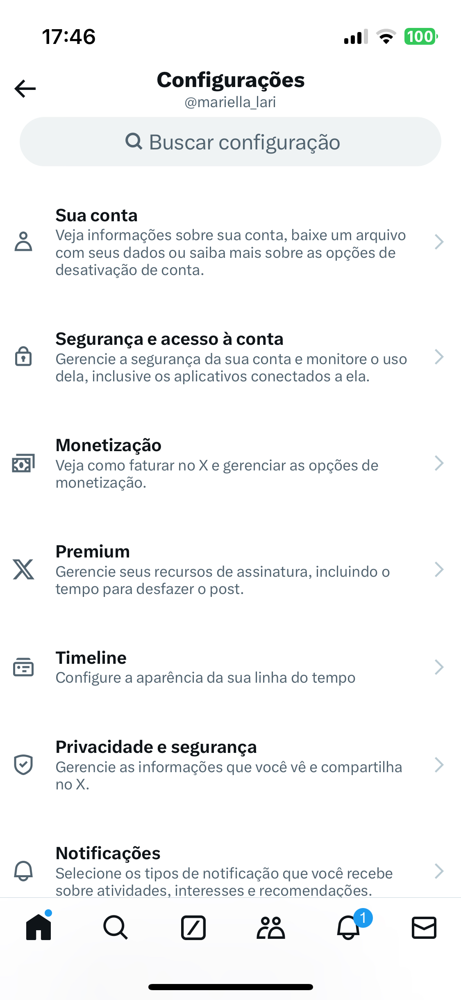 17:46
100
Configurações
@mariella_lari
Buscar configuração
Sua conta
Veja informações sobre sua conta, baixe um arquivo
com seus dados ou saiba mais sobre as opções de
desativação de conta.
Segurança e acesso à conta
Gerencie a segurança da sua conta e monitore o uso
dela, inclusive os aplicativos conectados a ela.
Monetização
Veja como faturar no X e gerenciar as opções de
monetização.
Premium
Gerencie seus recursos de assinatura, incluindo o
tempo para desfazer o post.
Timeline
Configure a aparência da sua linha do tempo
Privacidade e segurança
Gerencie as informações que você vê e compartilha
no X.
Notificações
Selecione os tipos de notificação que você recebe
sobre atividades, interesses e recomendações.
1